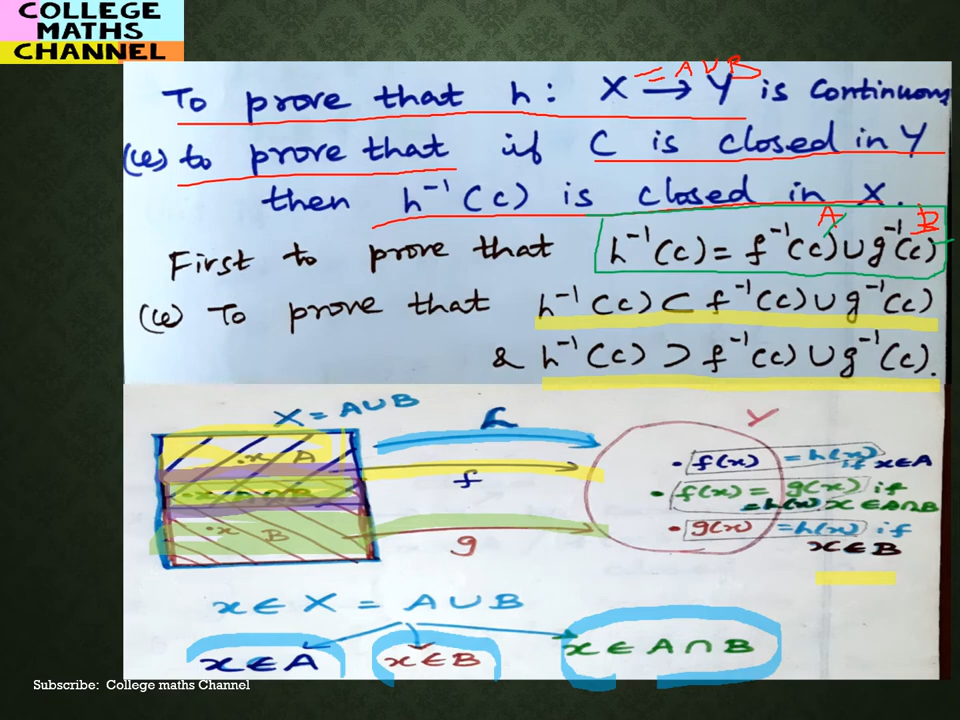 COLLEGE
MATHS
CHANNEL
= A ∪ B
To prove that h: X → Y is continuous
(ie) to prove that if C is closed in Y
then h⁻¹(c) is closed in X.
A B
First to prove that h⁻¹(c) = f⁻¹(c) ∪ g⁻¹(c)
(ie) To prove that h⁻¹(c) ⊂ f⁻¹(c) ∪ g⁻¹(c)
& h⁻¹(c) ⊃ f⁻¹(c) ∪ g⁻¹(c).
X = A∪B
h
Y
·x A
f
·f(x) = h(x) if x∈A
·x A∩B
·f(x) = g(x) if
= h(x) x ∈ A∩B
·x B
g
·g(x) = h(x) if
x ∈ B
x ∈ X = A ∪ B
x ∈ A
x ∈ B
x ∈ A ∩ B
Subscribe: College maths Channel